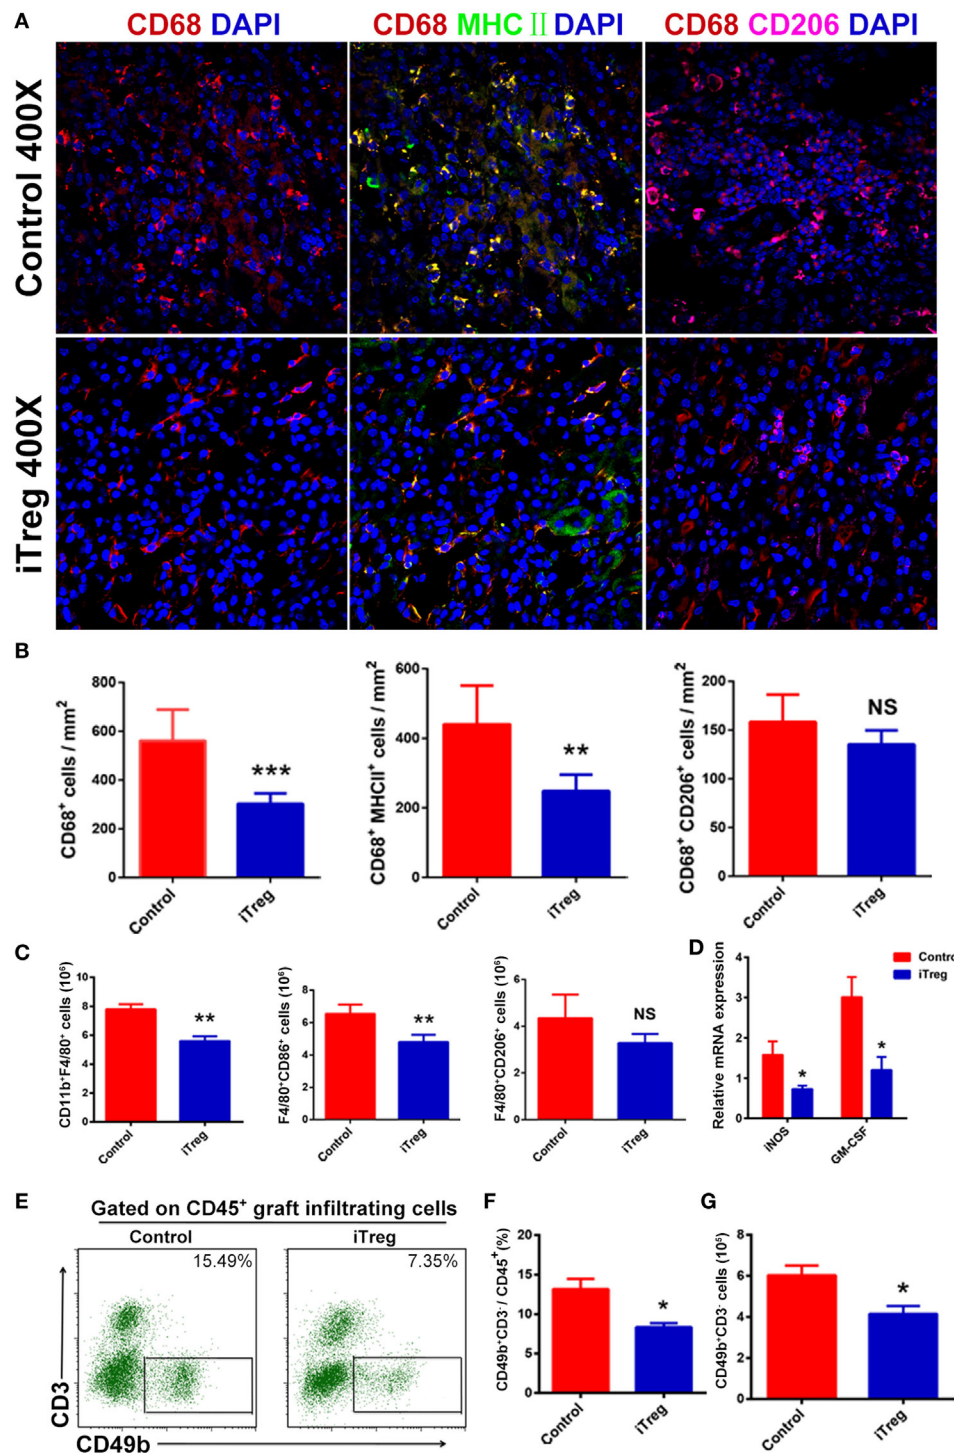 A
CD68 DAPI
CD68 MHC Ⅱ DAPI
CD68 CD206 DAPI
Control 400X
iTreg 400X
B
CD68⁺ cells / mm²
800
600
400
200
0
***
Control
iTreg
CD68⁺ MHCII⁺ cells / mm²
600
400
200
0
**
Control
iTreg
CD68⁺ CD206⁺ cells / mm²
200
150
100
50
0
NS
Control
iTreg
C
CD11b⁺F4/80⁺ cells (10⁶)
10
8
6
4
2
0
**
Control
iTreg
F4/80⁺CD86⁺ cells (10⁶)
8
6
4
2
0
**
Control
iTreg
F4/80⁺CD206⁺ cells (10⁶)
6
4
2
0
NS
Control
iTreg
D
Relative mRNA expression
4
3
2
1
0
*
*
iNOS
GM-CSF
Contro
iTreg
E
Gated on CD45⁺ graft infiltrating cells
Control
iTreg
15.49%
7.35%
CD3
CD49b
F
CD49b⁺CD3⁻ / CD45⁺ (%)
20
15
10
5
0
*
Control
iTreg
G
CD49b⁺CD3⁻ cells (10⁵)
8
6
4
2
0
*
Control
iTreg